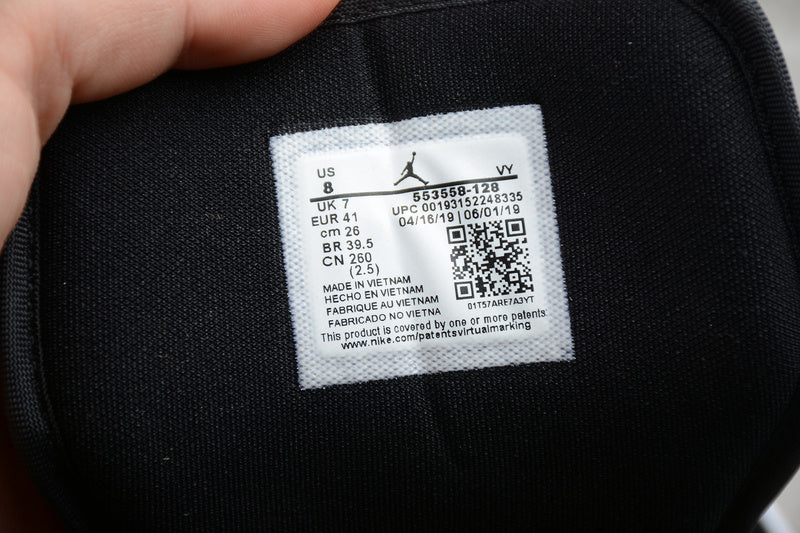 US VY
8
553558-128
UK 7
UPC 00193152248335
EUR 41
04/16/19 | 06/01/19
cm 26
BR 39.5
CN 260
(2.5)
MADE IN VIETNAM
HECHO EN VIETNAM
FABRIQUE AU VIETNAM
FABRICADO NO VIETNA
01T57ARE7A3YT
This product is covered by one or more patents:
www.nike.com/patentsvirtualmarking